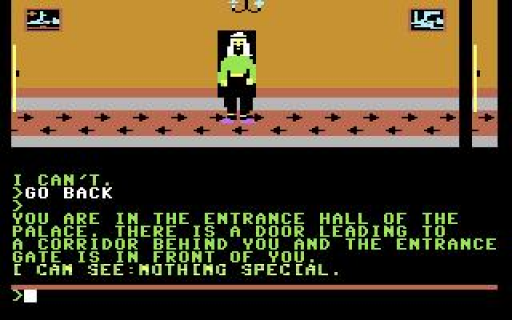 I CAN'T.
>GO BACK
>
YOU ARE IN THE ENTRANCE HALL OF THE
PALACE. THERE IS A DOOR LEADING TO
A CORRIDOR BEHIND YOU AND THE ENTRANCE
GATE IS IN FRONT OF YOU.
I CAN SEE:NOTHING SPECIAL.
>